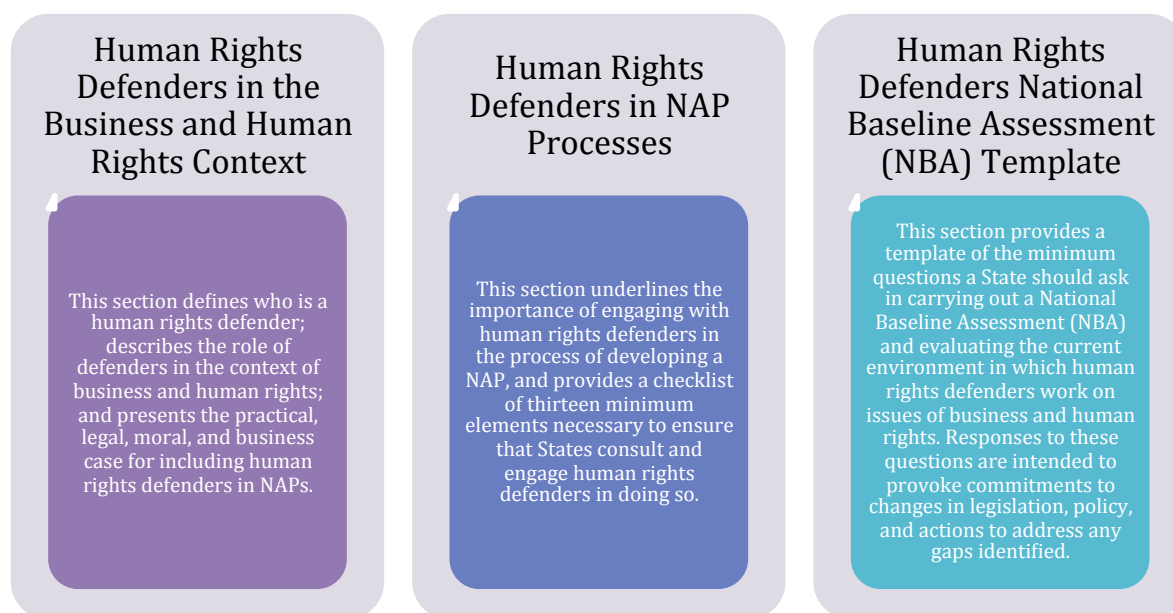 Human Rights
Defenders in the
Business and Human
Rights Context
This section defines who is a
human rights defender;
describes the role of
defenders in the context of
business and human rights;
and presents the practical,
legal, moral, and business
case for including human
rights defenders in NAPs.
Human Rights
Defenders in NAP
Processes
This section underlines the
importance of engaging with
human rights defenders in
the process of developing a
NAP, and provides a checklist
of thirteen minimum
elements necessary to ensure
that States consult and
engage human rights
defenders in doing so.
Human Rights
Defenders National
Baseline Assessment
(NBA) Template
This section provides a
template of the minimum
questions a State should ask
in carrying out a National
Baseline Assessment (NBA)
and evaluating the current
environment in which human
rights defenders work on
issues of business and human
rights. Responses to these
questions are intended to
provoke commitments to
changes in legislation, policy,
and actions to address any
gaps identified.